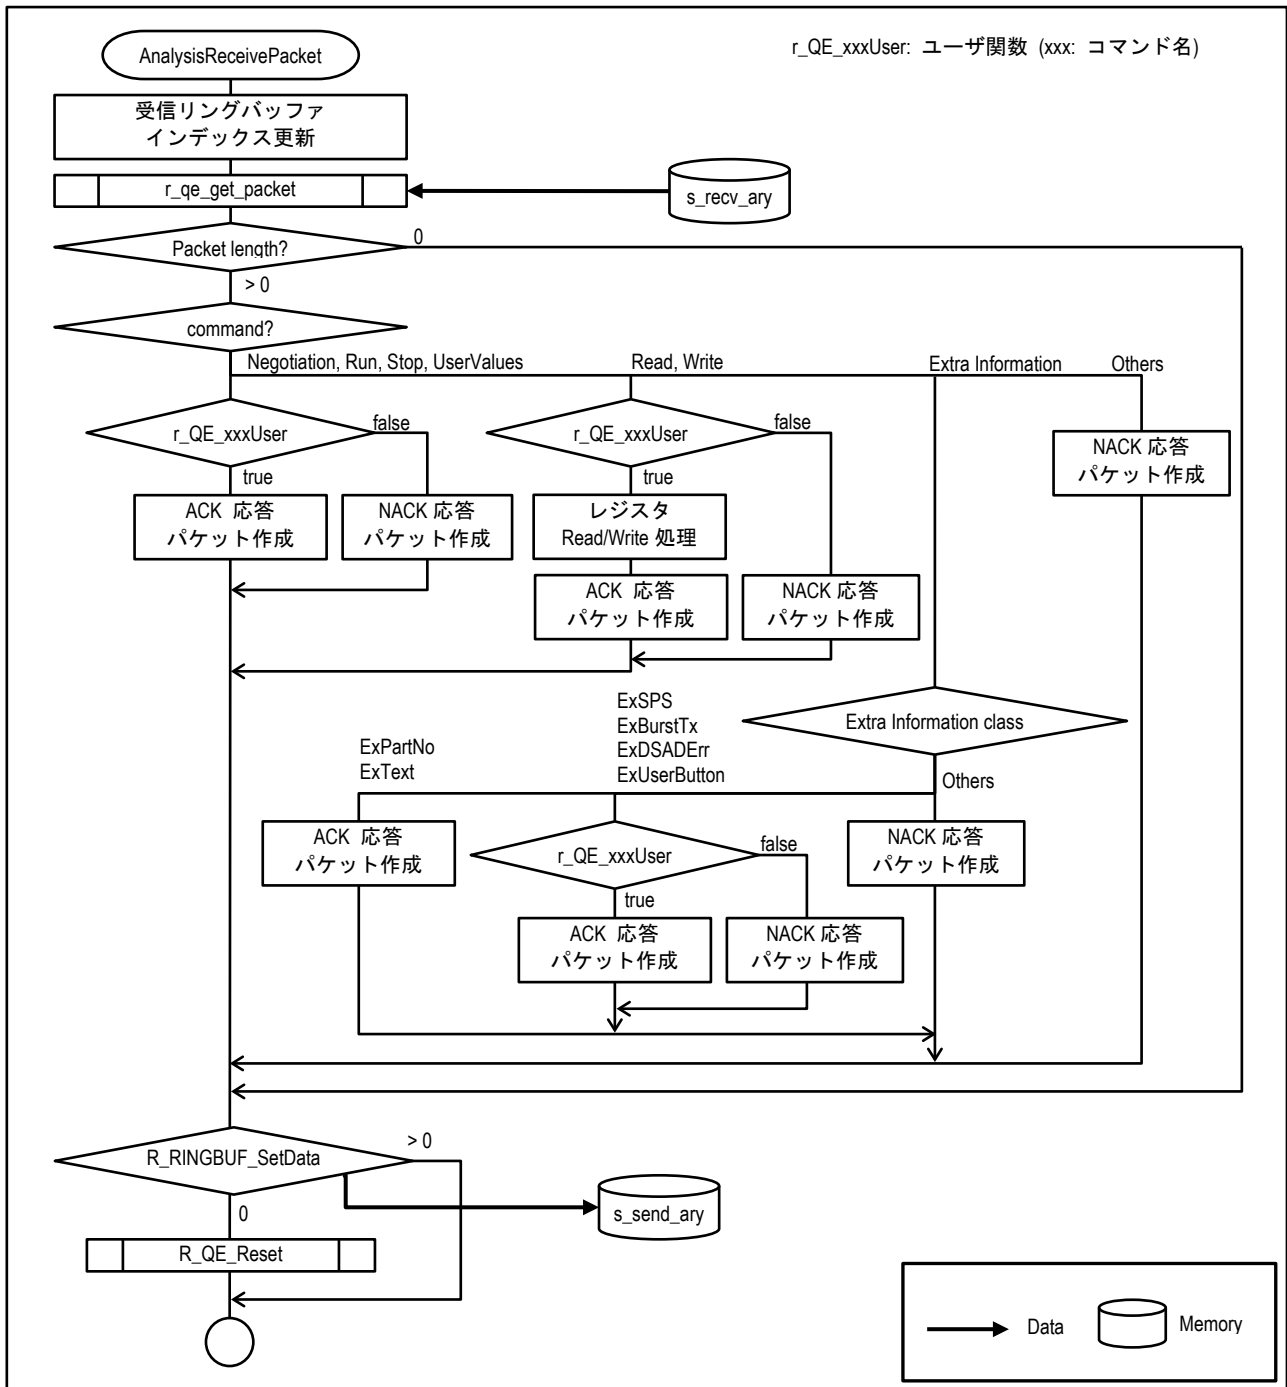 AnalysisReceivePacket
r_QE_xxxUser: ユーザ関数 (xxx: コマンド名)
受信リングバッファ
インデックス更新
r_qe_get_packet
s_recv_ary
Packet length?
0
> 0
command?
Negotiation, Run, Stop, UserValues
Read, Write
Extra Information
Others
r_QE_xxxUser
false
true
ACK 応答
パケット作成
NACK 応答
パケット作成
r_QE_xxxUser
false
true
レジスタ
Read/Write 処理
ACK 応答
パケット作成
NACK 応答
パケット作成
NACK 応答
パケット作成
Extra Information class
ExPartNo
ExText
ExSPS
ExBurstTx
ExDSADErr
ExUserButton
Others
ACK 応答
パケット作成
r_QE_xxxUser
false
true
ACK 応答
パケット作成
NACK 応答
パケット作成
NACK 応答
パケット作成
R_RINGBUF_SetData
> 0
0
s_send_ary
R_QE_Reset
Data
Memory